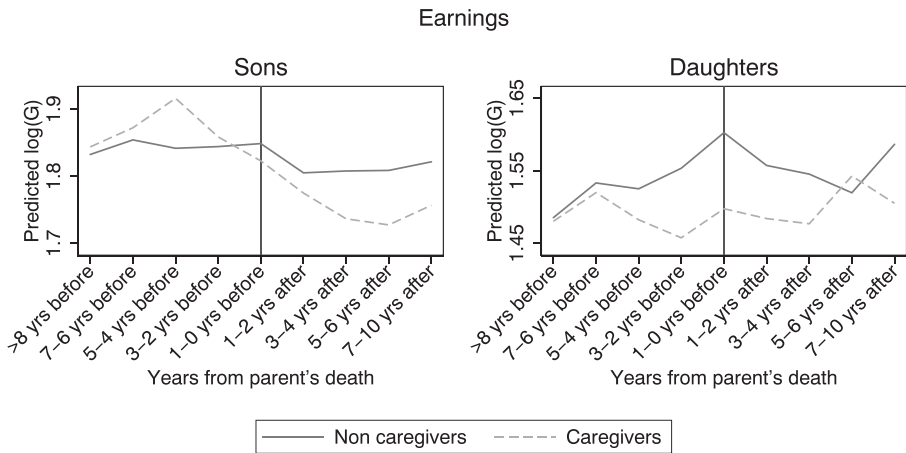 Earnings
Sons
Predicted log(G)
1.9
1.8
1.7
>8 yrs before
7–6 yrs before
5–4 yrs before
3–2 yrs before
1–0 yrs before
1–2 yrs after
3–4 yrs after
5–6 yrs after
7–10 yrs after
Years from parent's death
Daughters
Predicted log(G)
1.65
1.55
1.45
>8 yrs before
7–6 yrs before
5–4 yrs before
3–2 yrs before
1–0 yrs before
1–2 yrs after
3–4 yrs after
5–6 yrs after
7–10 yrs after
Years from parent's death
Non caregivers
Caregivers